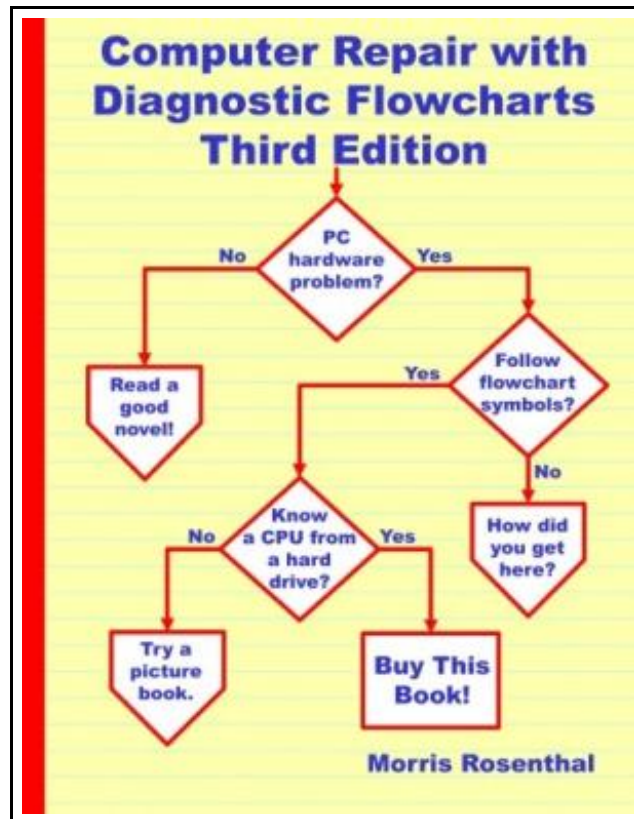 Computer Repair with
Diagnostic Flowcharts
Third Edition
PC
hardware
problem?
No
Yes
Read a
good
novel!
Follow
flowchart
symbols?
Yes
No
Know
a CPU from
a hard
drive?
No
Yes
How did
you get
here?
Try a
picture
book.
Buy This
Book!
Morris Rosenthal